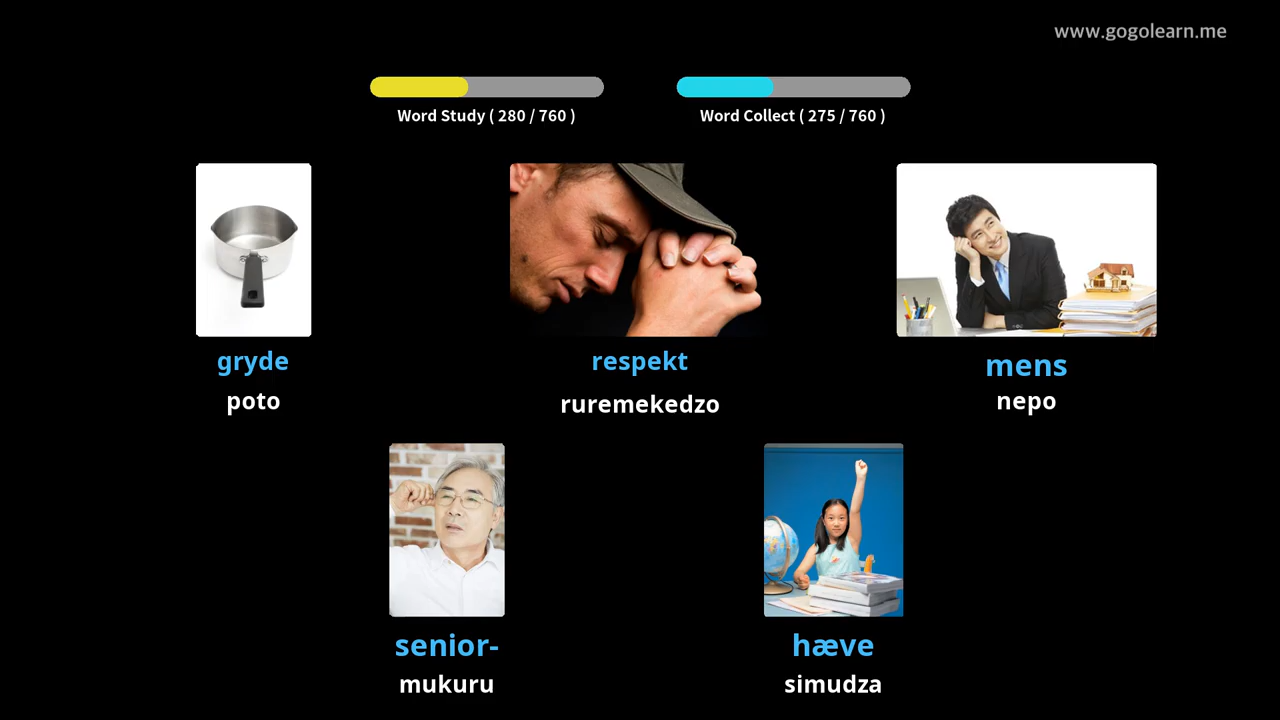 www.gogolearn.me
Word Study ( 280 / 760 )
Word Collect ( 275 / 760 )
gryde
poto
respekt
ruremekedzo
mens
nepo
senior-
mukuru
hæve
simudza